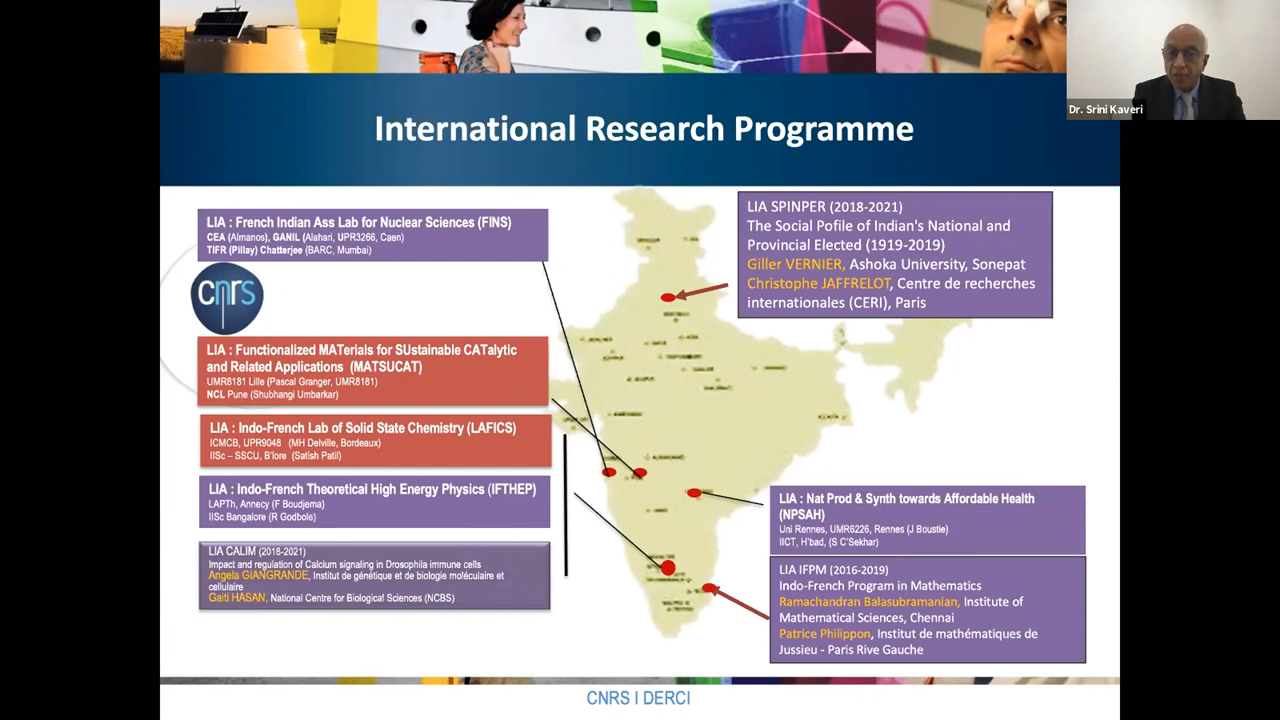 Dr. Srini Kaveri
International Research Programme
LIA : French Indian Ass Lab for Nuclear Sciences (FINS)
CEA (Almanos), GANIL (Alahari, UPR3266, Caen)
TIFR (Pillay) Chatterjee (BARC, Mumbai)
cnrs
LIA : Functionalized MATerials for SUstainable CATalytic
and Related Applications (MATSUCAT)
UMR8181 Lille (Pascal Granger, UMR8181)
NCL Pune (Shubhangi Umbarkar)
LIA : Indo-French Lab of Solid State Chemistry (LAFICS)
ICMCB, UPR9048 (MH Delville, Bordeaux)
IISc – SSCU, B'lore (Satish Patil)
LIA : Indo-French Theoretical High Energy Physics (IFTHEP)
LAPTh, Annecy (F Boudjema)
IISc Bangalore (R Godbole)
LIA CALIM (2018-2021)
Impact and regulation of Calcium signaling in Drosophila immune cells
Angela GIANGRANDE, Institut de génétique et de biologie moléculaire et
cellulaire
Gaiti HASAN, National Centre for Biological Sciences (NCBS)
LIA SPINPER (2018-2021)
The Social Pofile of Indian's National and
Provincial Elected (1919-2019)
Giller VERNIER, Ashoka University, Sonepat
Christophe JAFFRELOT, Centre de recherches
internationales (CERI), Paris
LIA : Nat Prod & Synth towards Affordable Health
(NPSAH)
Uni Rennes, UMR6226, Rennes (J Boustie)
IICT, H'bad, (S C'Sekhar)
LIA IFPM (2016-2019)
Indo-French Program in Mathematics
Ramachandran Balasubramanian, Institute of
Mathematical Sciences, Chennai
Patrice Philippon, Institut de mathématiques de
Jussieu - Paris Rive Gauche
CNRS I DERCI